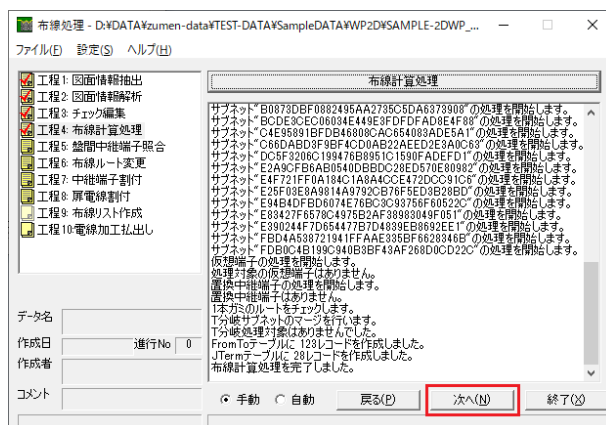 布線処理 - D:¥DATA¥zumen-data¥TEST-DATA¥SampleDATA¥WP2D¥SAMPLE-2DWP_...
ファイル(F) 設定(S) ヘルプ(H)
工程1: 図面情報抽出
工程2: 図面情報解析
工程3: チェック編集
工程4: 布線計算処理
工程5: 盤間中継端子照合
工程6: 布線ルート変更
工程7: 中継端子割付
工程8: 扉電線割付
工程9: 布線リスト作成
工程10:電線加工払出し
データ名
作成日 進行No 0
作成者
コメント
布線計算処理
サブネット"B0873DBF0882495AA2735C5DA6373908"の処理を開始します。
サブネット"BCDE3CEC06034E449E3FDFDFAD8E4F88"の処理を開始します。
サブネット"C4E95891BFDB46808CAC654083ADE5A1"の処理を開始します。
サブネット"C66DABD3F9BF4CD0AB22AEED2E3A0C63"の処理を開始します。
サブネット"DC5F3206C199476B8951C1590FADEFD1"の処理を開始します。
サブネット"E2A9CFB6AB0540DBBDC28ED570E80982"の処理を開始します。
サブネット"E4F721FF0A184C1A8A4CCE472DCC91C6"の処理を開始します。
サブネット"E25F03E8A9814A9792CB76F5ED3B28BD"の処理を開始します。
サブネット"E94B4DFBD6074E76BC3C93756F60522C"の処理を開始します。
サブネット"E83427F6578C4975B2AF38983049F051"の処理を開始します。
サブネット"E390244F7D654477B7D4839EB8692EE1"の処理を開始します。
サブネット"FBD4A538721941FFAAE335BF6628346B"の処理を開始します。
サブネット"FDB0C4B199C940B3BF43AF268D0CD22C"の処理を開始します。
仮想端子の処理を開始します。
処理対象の仮想端子はありません。
置換中継端子の処理を開始します。
置換中継端子はありません。
1本ガミのルートをチェックします。
T分岐サブネットのマージを行います。
T分岐処理対象はありませんでした。
FromToテーブルに 123レコードを作成しました。
JTermテーブルに 28レコードを作成しました。
布線計算処理を完了しました。
手動 自動 戻る(P) 次へ(N) 終了(X)